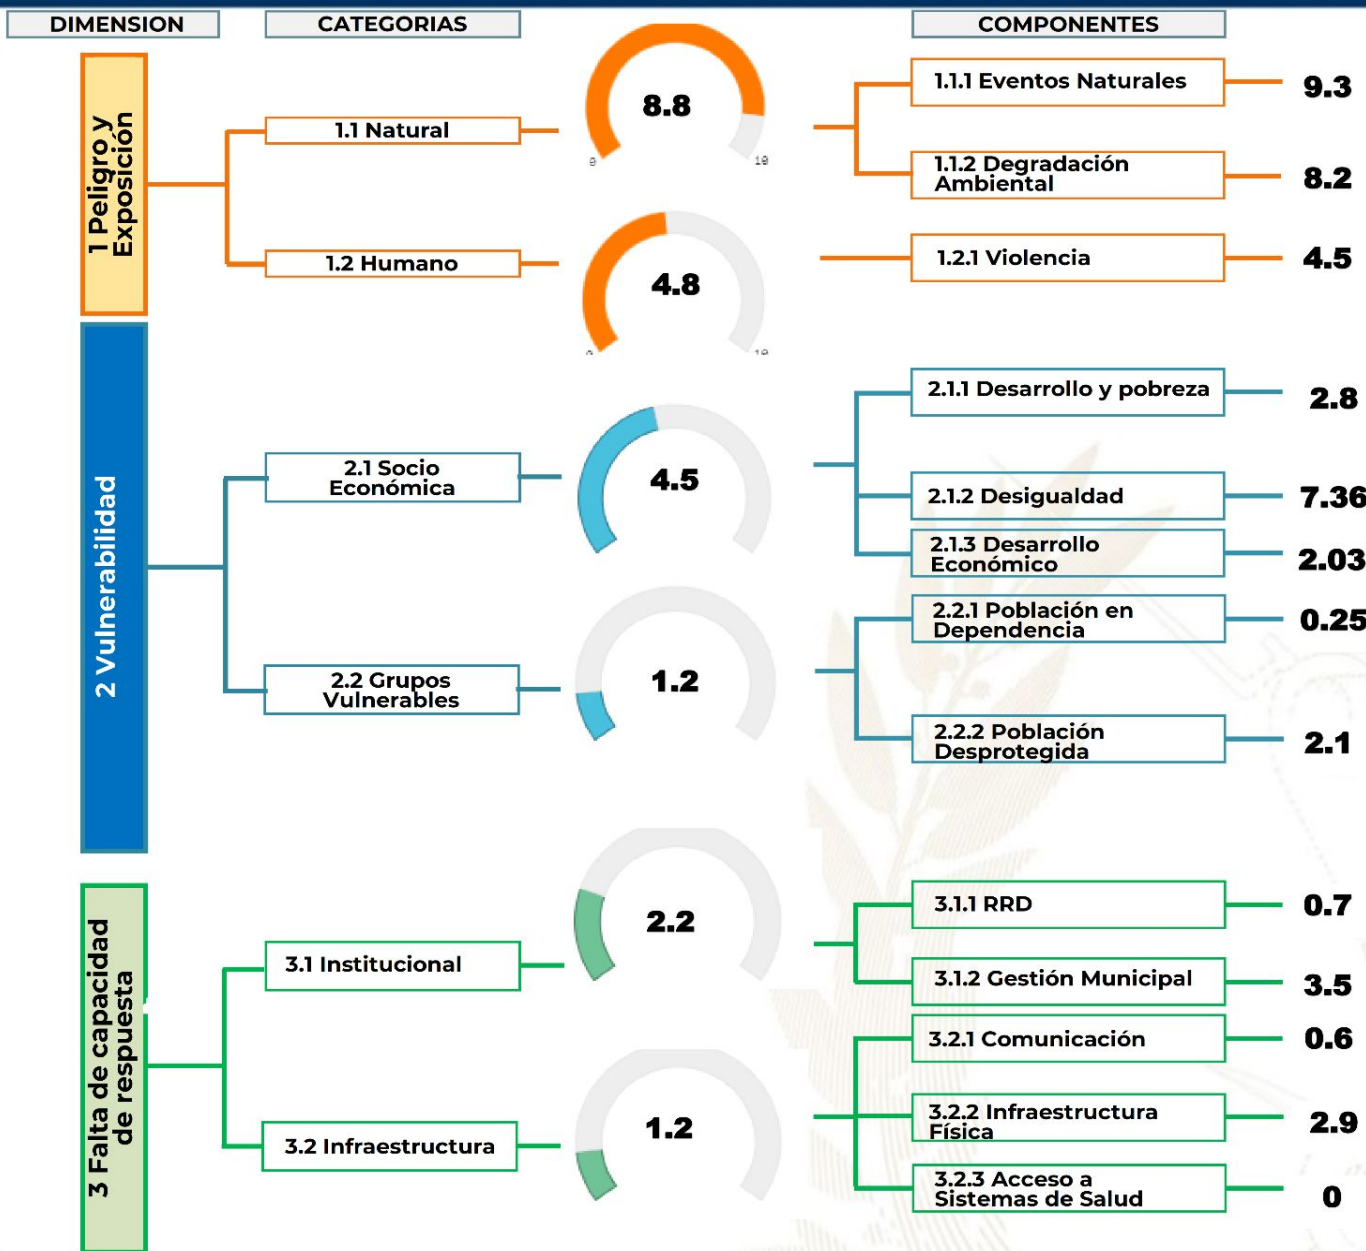 DIMENSION
CATEGORIAS
COMPONENTES
1 Peligro y
Exposición
1.1 Natural
8.8
0
10
1.1.1 Eventos Naturales
9.3
1.1.2 Degradación
Ambiental
8.2
1.2 Humano
4.8
0
10
1.2.1 Violencia
4.5
2 Vulnerabilidad
2.1 Socio
Económica
4.5
2.1.1 Desarrollo y pobreza
2.8
2.1.2 Desigualdad
7.36
2.1.3 Desarrollo
Económico
2.03
2.2 Grupos
Vulnerables
1.2
2.2.1 Población en
Dependencia
0.25
2.2.2 Población
Desprotegida
2.1
3 Falta de capacidad
de respuesta
3.1 Institucional
2.2
3.1.1 RRD
0.7
3.1.2 Gestión Municipal
3.5
3.2 Infraestructura
1.2
3.2.1 Comunicación
0.6
3.2.2 Infraestructura
Física
2.9
3.2.3 Acceso a
Sistemas de Salud
0